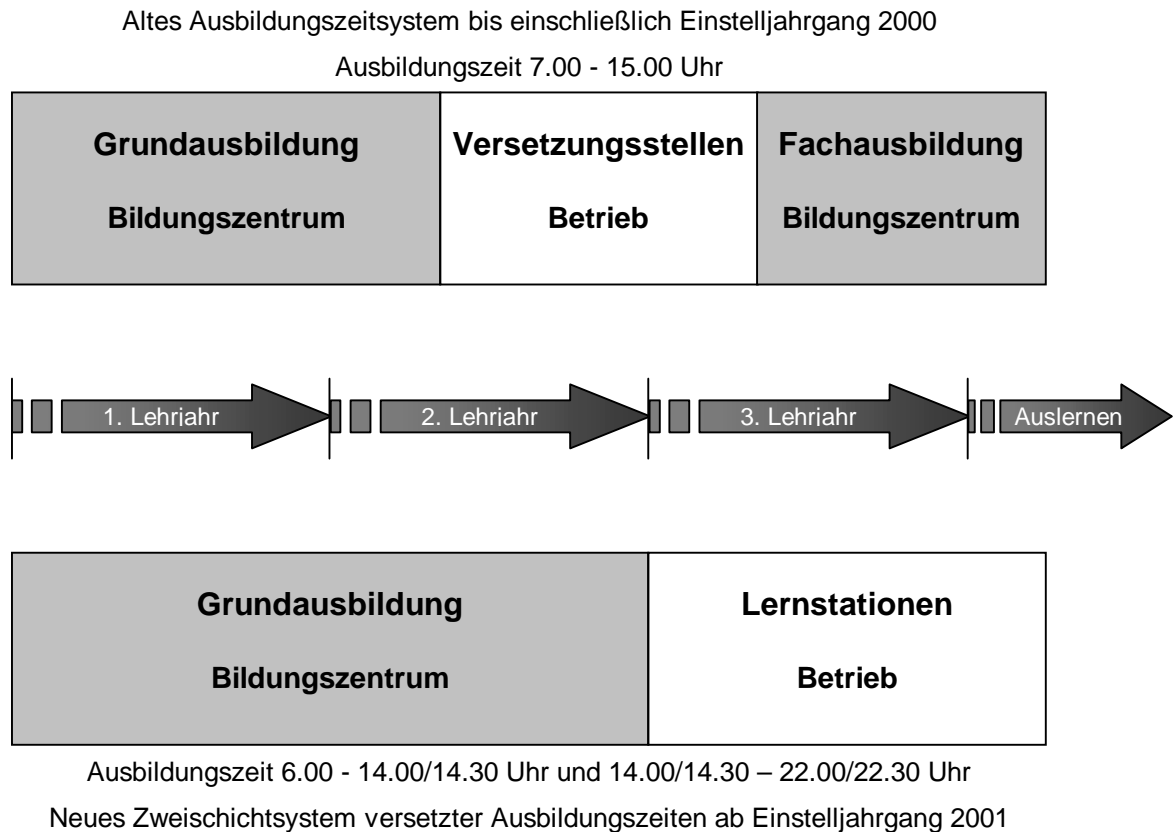 Altes Ausbildungszeitsystem bis einschließlich Einstelljahrgang 2000
Ausbildungszeit 7.00 - 15.00 Uhr
Grundausbildung
Bildungszentrum
Versetzungsstellen
Betrieb
Fachausbildung
Bildungszentrum
1. Lehrjahr
2. Lehrjahr
3. Lehrjahr
Auslernen
Grundausbildung
Bildungszentrum
Lernstationen
Betrieb
Ausbildungszeit 6.00 - 14.00/14.30 Uhr und 14.00/14.30 – 22.00/22.30 Uhr
Neues Zweischichtsystem versetzter Ausbildungszeiten ab Einstelljahrgang 2001